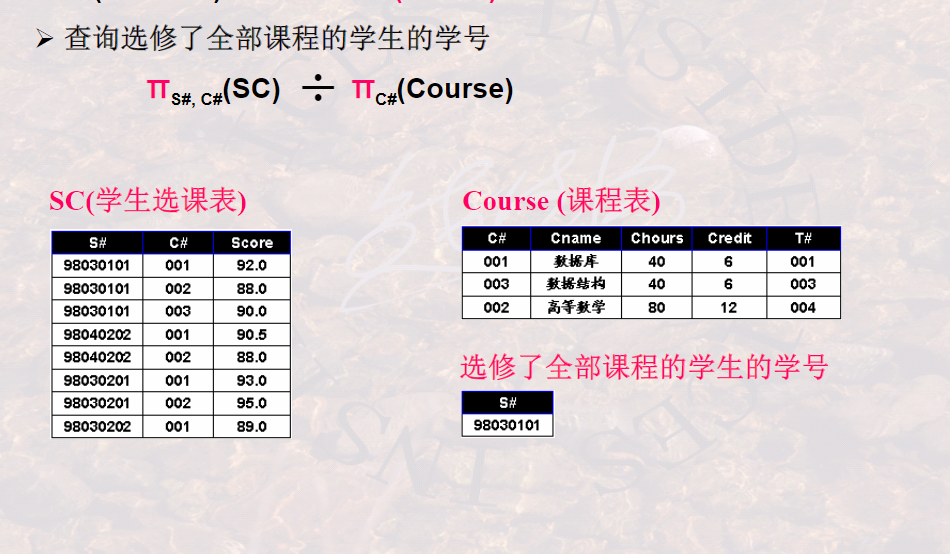 ➢ 查询选修了全部课程的学生的学号
π S#, C#(SC) ÷ π C#(Course)
SC(学生选课表)
S# C# Score
98030101 001 92.0
98030101 002 88.0
98030101 003 90.0
98040202 001 90.5
98040202 002 88.0
98030201 001 93.0
98030201 002 95.0
98030202 001 89.0
Course (课程表)
C# Cname Chours Credit T#
001 数据库 40 6 001
003 数据结构 40 6 003
002 高等数学 80 12 004
选修了全部课程的学生的学号
S#
98030101